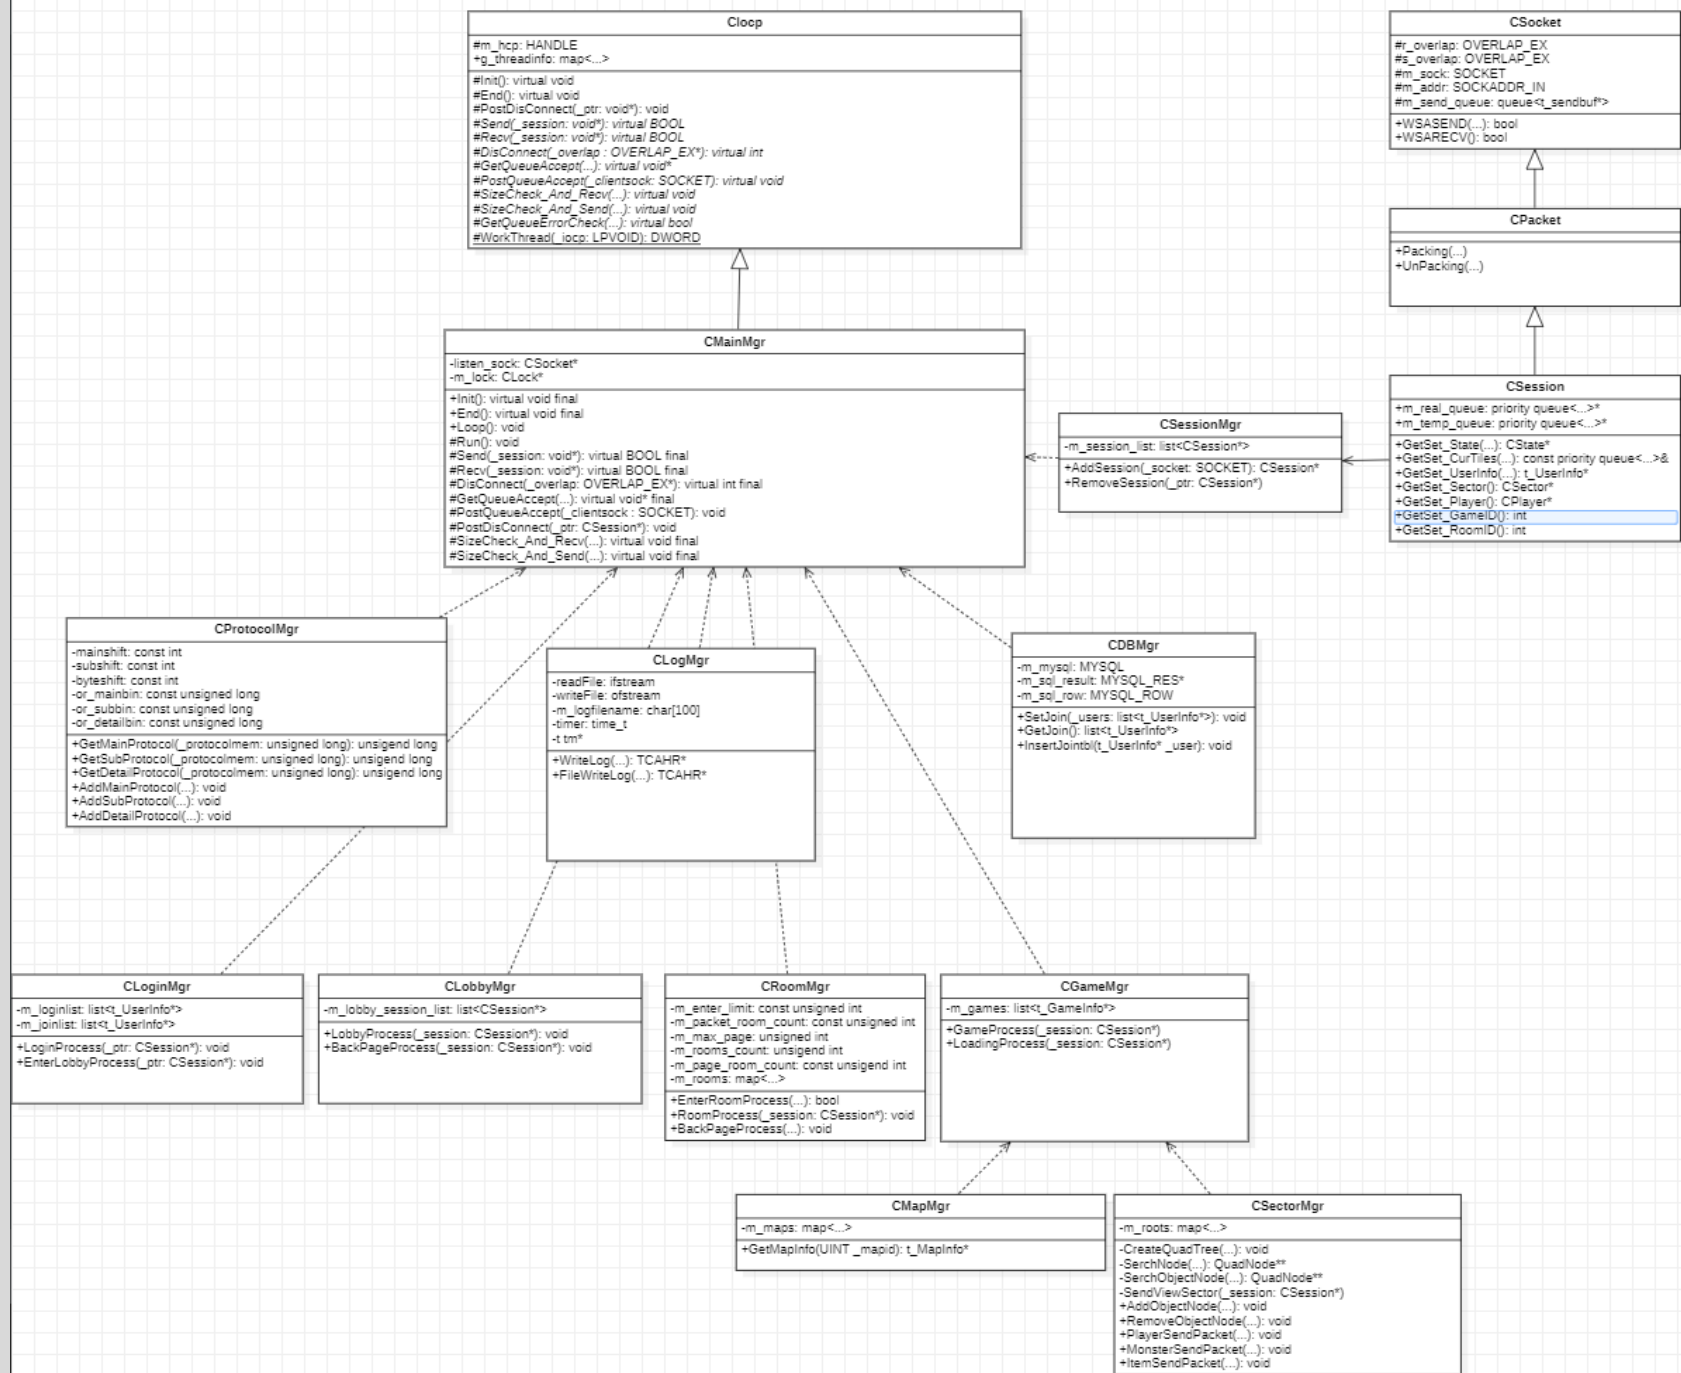 CIocp
#m_hcp: HANDLE
+g_threadinfo: map<...>
#Init(): virtual void
#End(): virtual void
#PostDisConnect(_ptr: void*): void
#Send(_session: void*): virtual BOOL
#Recv(_session: void*): virtual BOOL
#DisConnect(_overlap : OVERLAP_EX*): virtual int
#GetQueueAccept(...): virtual void*
#PostQueueAccept(_clientsock: SOCKET): virtual void
#SizeCheck_And_Recv(...): virtual void
#SizeCheck_And_Send(...): virtual void
#GetQueueErrorCheck(...): virtual bool
#WorkThread(_iocp: LPVOID): DWORD
CSocket
#r_overlap: OVERLAP_EX
#s_overlap: OVERLAP_EX
#m_sock: SOCKET
#m_addr: SOCKADDR_IN
#m_send_queue: queue<t_sendbuf*>
+WSASEND(...): bool
+WSARECV(): bool
CPacket
+Packing(...)
+UnPacking(...)
CMainMgr
-listen_sock: CSocket*
-m_lock: CLock*
+Init(): virtual void final
+End(): virtual void final
+Loop(): void
#Run(): void
#Send(_session: void*): virtual BOOL final
#Recv(_session: void*): virtual BOOL final
#DisConnect(_overlap: OVERLAP_EX*): virtual int final
#GetQueueAccept(...): virtual void* final
#PostQueueAccept(_clientsock : SOCKET): void
#PostDisConnect(_ptr: CSession*): void
#SizeCheck_And_Recv(...): virtual void final
#SizeCheck_And_Send(...): virtual void final
CSessionMgr
-m_session_list: list<CSession*>
+AddSession(_socket: SOCKET): CSession*
+RemoveSession(_ptr: CSession*)
CSession
+m_real_queue: priority queue<...>*
+m_temp_queue: priority queue<...>*
+GetSet_State(...): CState*
+GetSet_CurTiles(...): const priority queue<...>&
+GetSet_UserInfo(...): t_UserInfo*
+GetSet_Sector(): CSector*
+GetSet_Player(): CPlayer*
+GetSet_GameID(): int
+GetSet_RoomID(): int
CProtocolMgr
-mainshift: const int
-subshift: const int
-byteshift: const int
-or_mainbin: const unsigned long
-or_subbin: const unsigned long
-or_detailbin: const unsigned long
+GetMainProtocol(_protocolmem: unsigned long): unsigend long
+GetSubProtocol(_protocolmem: unsigned long): unsigend long
+GetDetailProtocol(_protocolmem: unsigned long): unsigend long
+AddMainProtocol(...): void
+AddSubProtocol(...): void
+AddDetailProtocol(...): void
CLogMgr
-readFile: ifstream
-writeFile: ofstream
-m_logfilename: char[100]
-timer: time_t
-t tm*
+WriteLog(...): TCAHR*
+FileWriteLog(...): TCAHR*
CDBMgr
-m_mysql: MYSQL
-m_sql_result: MYSQL_RES*
-m_sql_row: MYSQL_ROW
+SetJoin(_users: list<t_UserInfo*>): void
+GetJoin(): list<t_UserInfo*>
+InsertJointbl(t_UserInfo* _user): void
CLoginMgr
-m_loginlist: list<t_UserInfo*>
-m_joinlist: list<t_UserInfo*>
+LoginProcess(_ptr: CSession*): void
+EnterLobbyProcess(_ptr: CSession*): void
CLobbyMgr
-m_lobby_session_list: list<CSession*>
+LobbyProcess(_session: CSession*): void
+BackPageProcess(_session: CSession*): void
CRoomMgr
-m_enter_limit: const unsigned int
-m_packet_room_count: const unsigned int
-m_max_page: unsigned int
-m_rooms_count: unsigend int
-m_page_room_count: const unsigend int
-m_rooms: map<...>
+EnterRoomProcess(...): bool
+RoomProcess(_session: CSession*): void
+BackPageProcess(...): void
CGameMgr
-m_games: list<t_GameInfo*>
+GameProcess(_session: CSession*)
+LoadingProcess(_session: CSession*)
CMapMgr
-m_maps: map<...>
+GetMapInfo(UINT _mapid): t_MapInfo*
CSectorMgr
-m_roots: map<...>
-CreateQuadTree(...): void
-SerchNode(...): QuadNode**
-SerchObjectNode(...): QuadNode**
-SendViewSector(_session: CSession*)
+AddObjectNode(...): void
+RemoveObjectNode(...): void
+PlayerSendPacket(...): void
+MonsterSendPacket(...): void
+ItemSendPacket(...): void